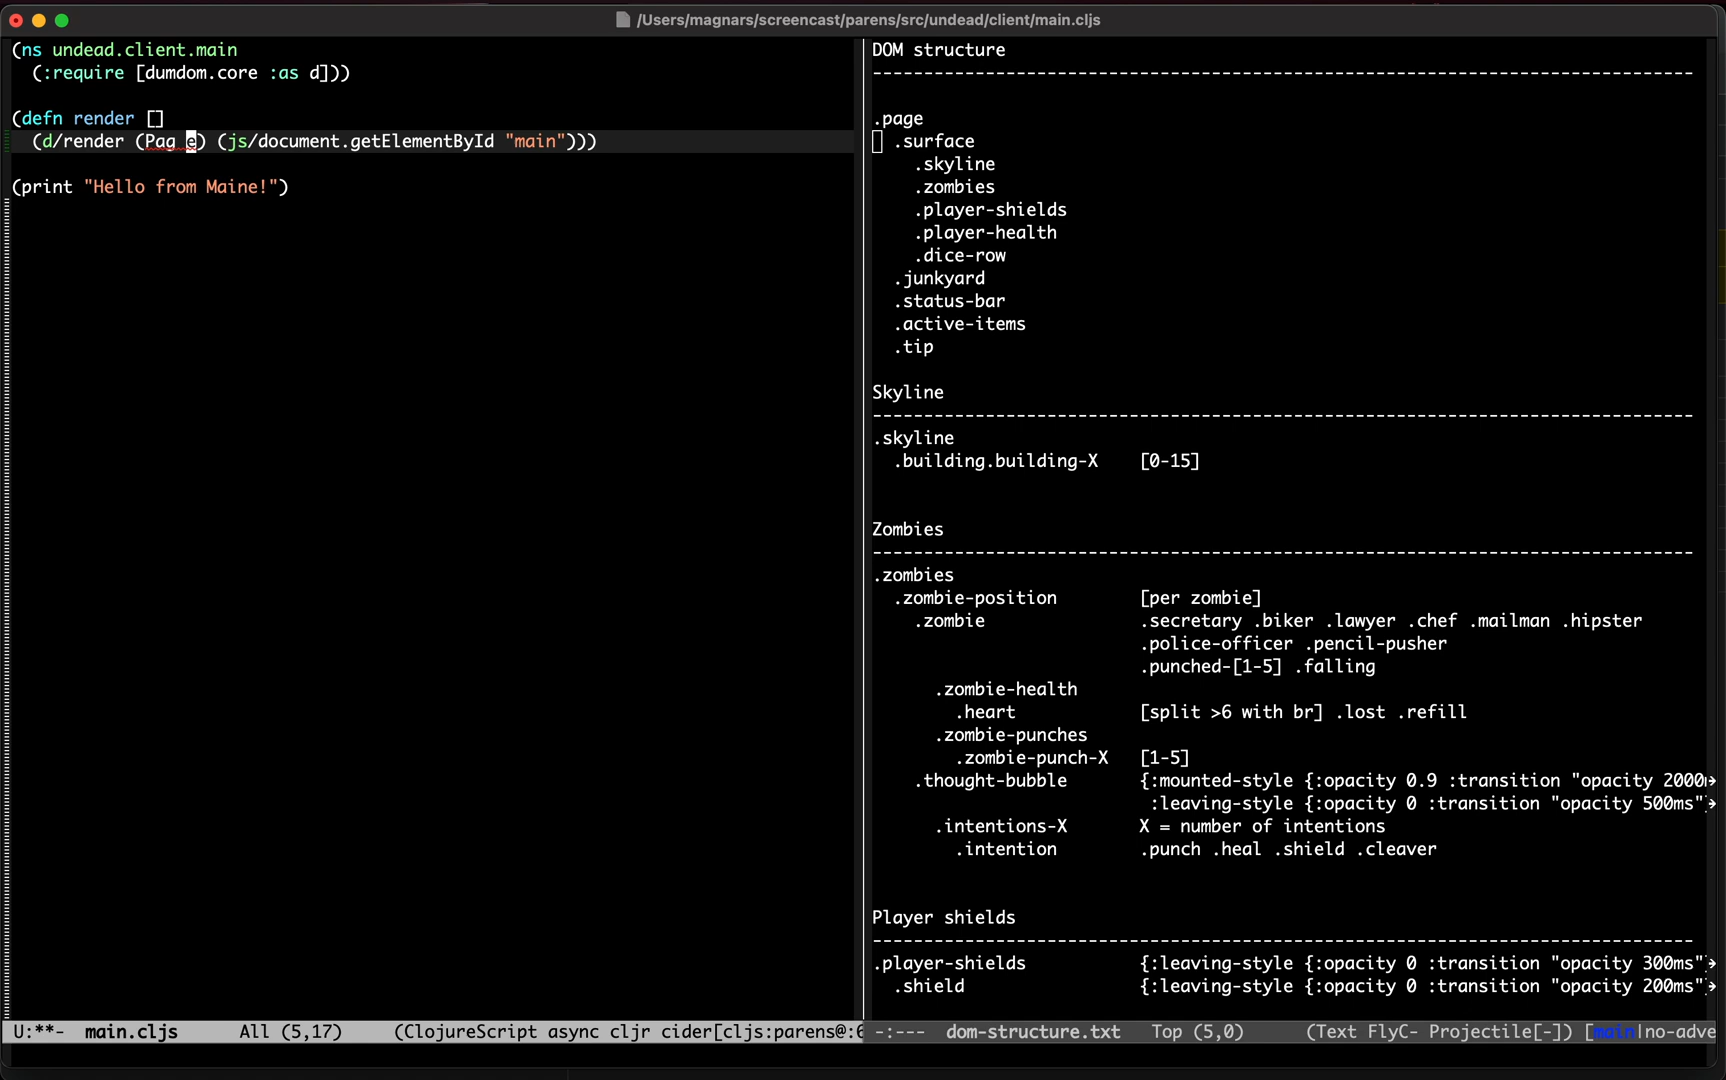 /Users/magnars/screencast/parens/src/undead/client/main.cljs
(ns undead.client.main
  (:require [dumdom.core :as d]))
(defn render []
  (d/render (Pag e) (js/document.getElementById "main")))
(print "Hello from Maine!")
U:**-  main.cljs      All (5,17)     (ClojureScript async cljr cider[cljs:parens@:6
DOM structure
--------------------------------------------------------------------------------
.page
  .surface
    .skyline
    .zombies
    .player-shields
    .player-health
    .dice-row
  .junkyard
  .status-bar
  .active-items
  .tip
Skyline
--------------------------------------------------------------------------------
.skyline
  .building.building-X    [0-15]
Zombies
--------------------------------------------------------------------------------
.zombies
  .zombie-position        [per zombie]
    .zombie               .secretary .biker .lawyer .chef .mailman .hipster
                          .police-officer .pencil-pusher
                          .punched-[1-5] .falling
      .zombie-health
        .heart            [split >6 with br] .lost .refill
      .zombie-punches
        .zombie-punch-X   [1-5]
    .thought-bubble       {:mounted-style {:opacity 0.9 :transition "opacity 2000m
                           :leaving-style {:opacity 0 :transition "opacity 500ms"}
      .intentions-X       X = number of intentions
        .intention        .punch .heal .shield .cleaver
Player shields
--------------------------------------------------------------------------------
.player-shields           {:leaving-style {:opacity 0 :transition "opacity 300ms"}
  .shield                 {:leaving-style {:opacity 0 :transition "opacity 200ms"}
-:---  dom-structure.txt   Top (5,0)      (Text FlyC- Projectile[-]) [main|no-adve